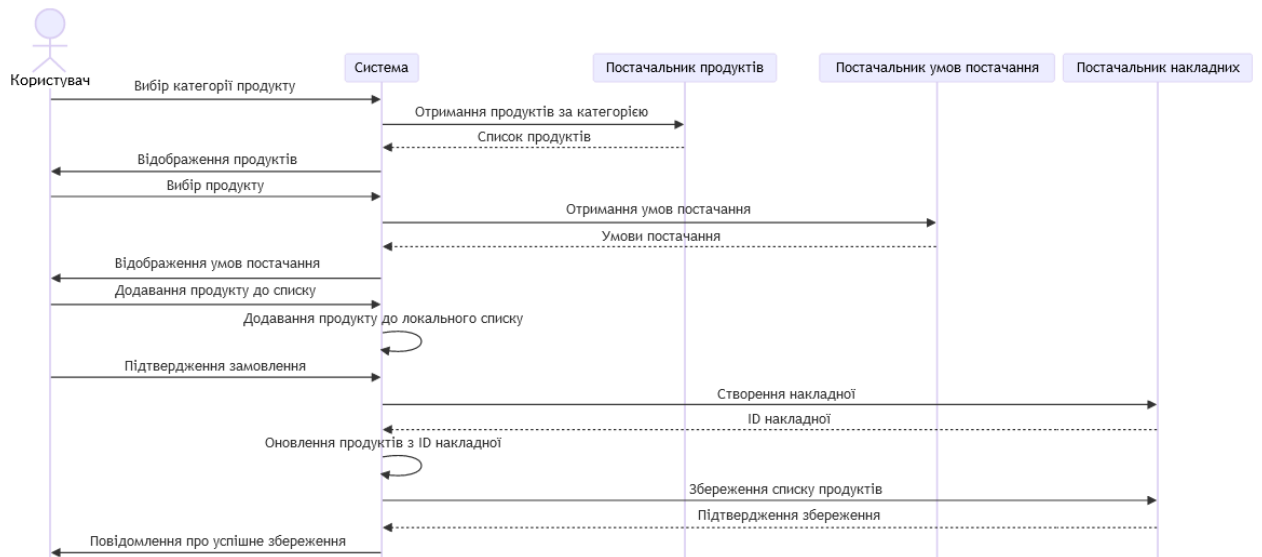 Користувач
Система
Постачальник продуктів
Постачальник умов постачання
Постачальник накладних
Вибір категорії продукту
Отримання продуктів за категорією
Список продуктів
Відображення продуктів
Вибір продукту
Отримання умов постачання
Умови постачання
Відображення умов постачання
Додавання продукту до списку
Додавання продукту до локального списку
Підтвердження замовлення
Створення накладної
ID накладної
Оновлення продуктів з ID накладної
Збереження списку продуктів
Підтвердження збереження
Повідомлення про успішне збереження